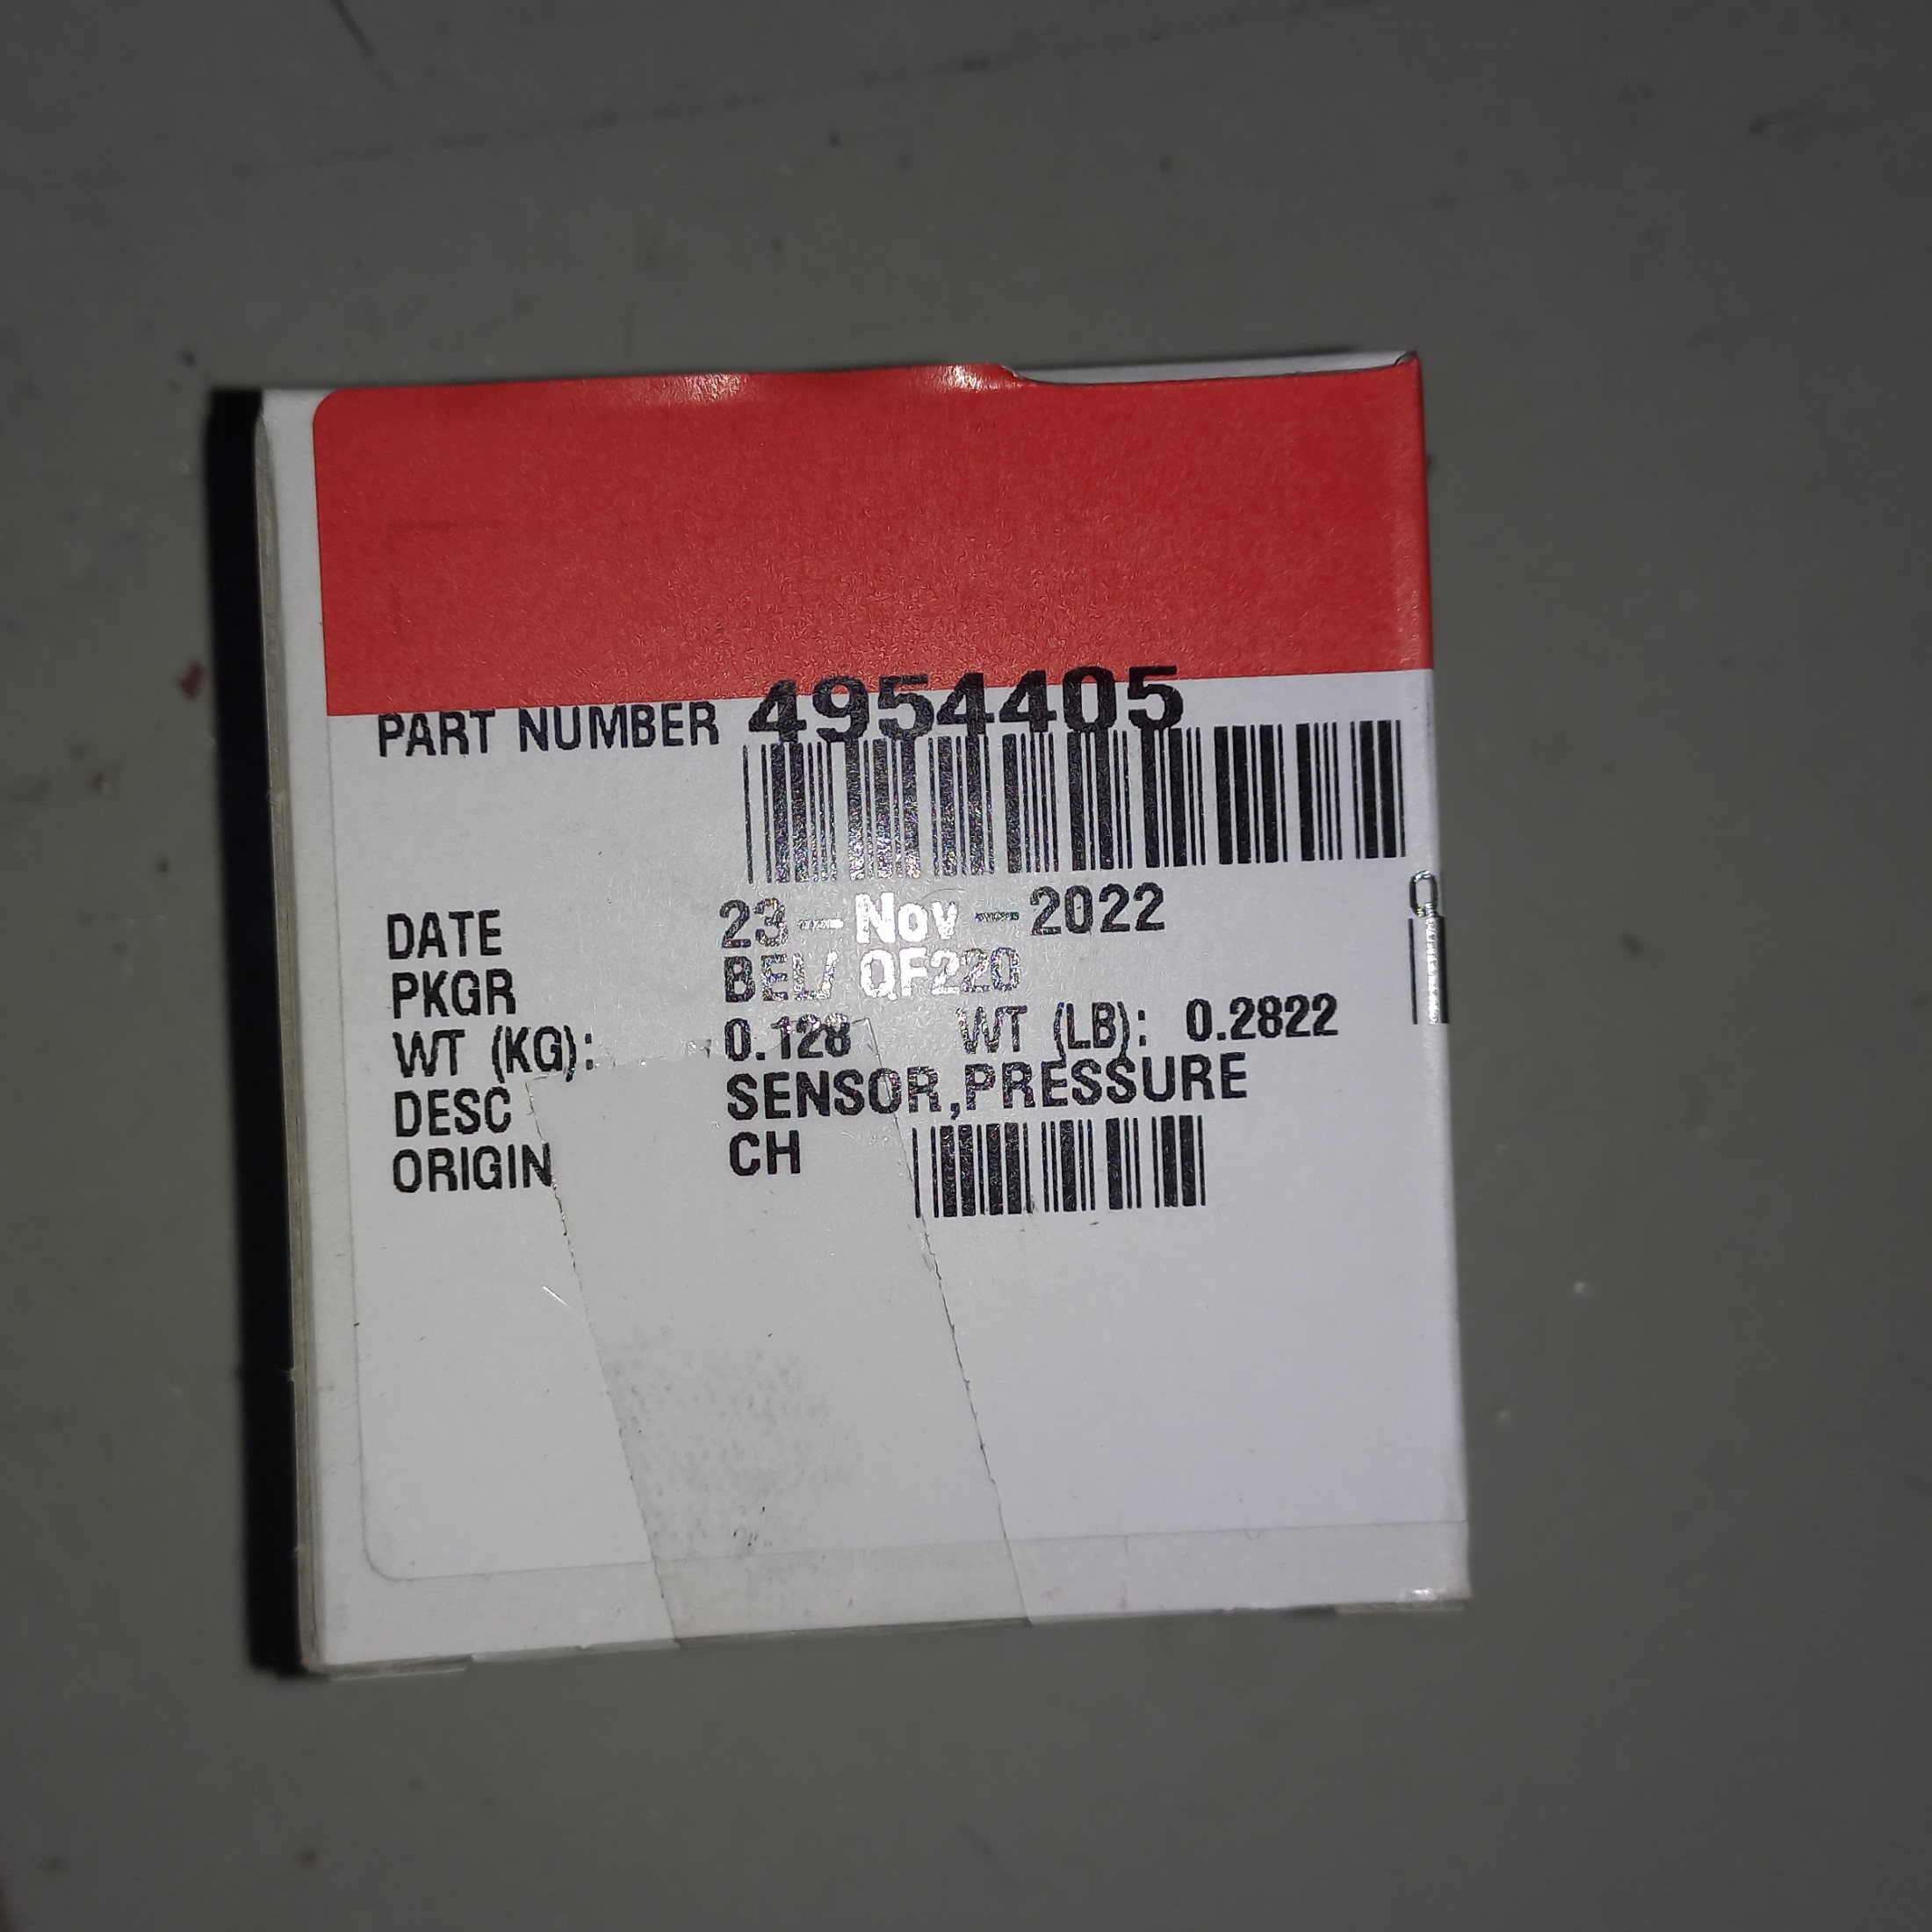 PART NUMBER 4954405
DATE 23-Nov-2022
PKGR BEL/ QF220
WT (KG): 0.128 WT (LB): 0.2822
DESC SENSOR,PRESSURE
ORIGIN CH
Q